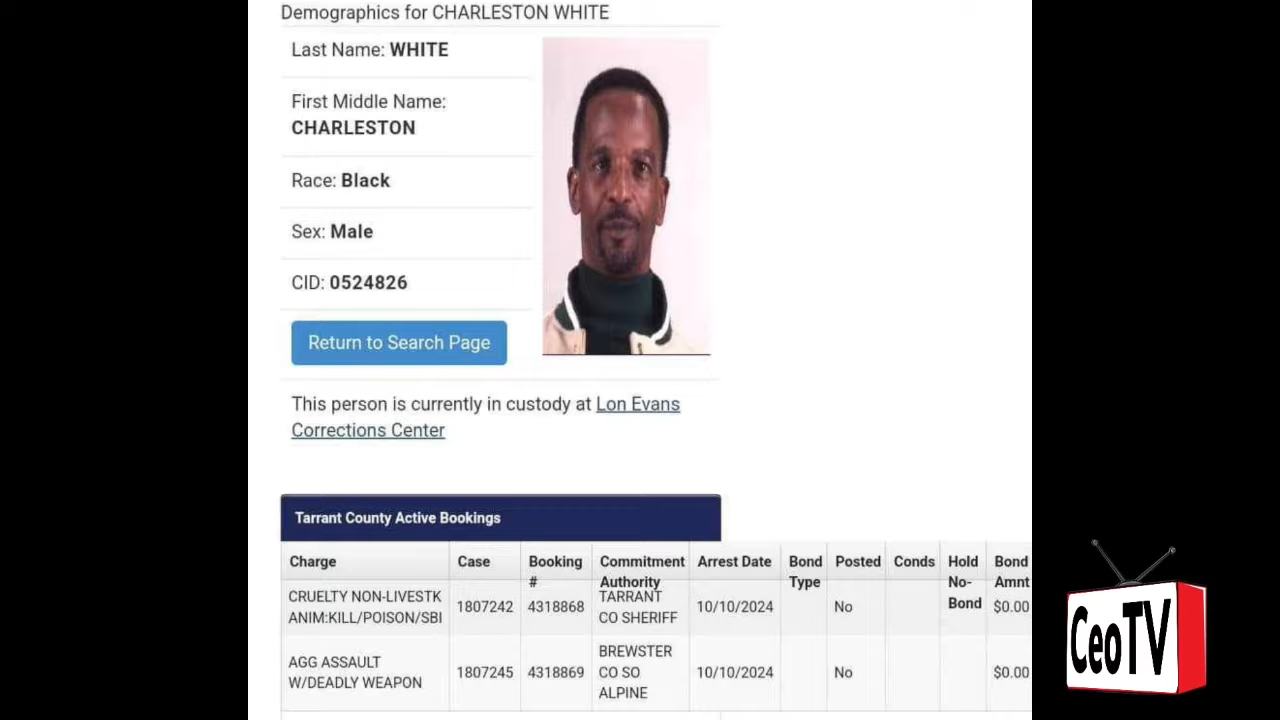 Demographics for CHARLESTON WHITE
Last Name: WHITE
First Middle Name:
CHARLESTON
Race: Black
Sex: Male
CID: 0524826
Return to Search Page
This person is currently in custody at Lon Evans
Corrections Center
Tarrant County Active Bookings
Charge Case Booking Commitment Arrest Date Bond Posted Conds Hold Bond
# Authority Type No- Amnt
Bond
CRUELTY NON-LIVESTK TARRANT
1807242 4318868 10/10/2024 No $0.00
ANIM:KILL/POISON/SBI CO SHERIFF
BREWSTER
AGG ASSAULT CO SO
1807245 4318869 10/10/2024 No $0.00
W/DEADLY WEAPON ALPINE
CeoTV